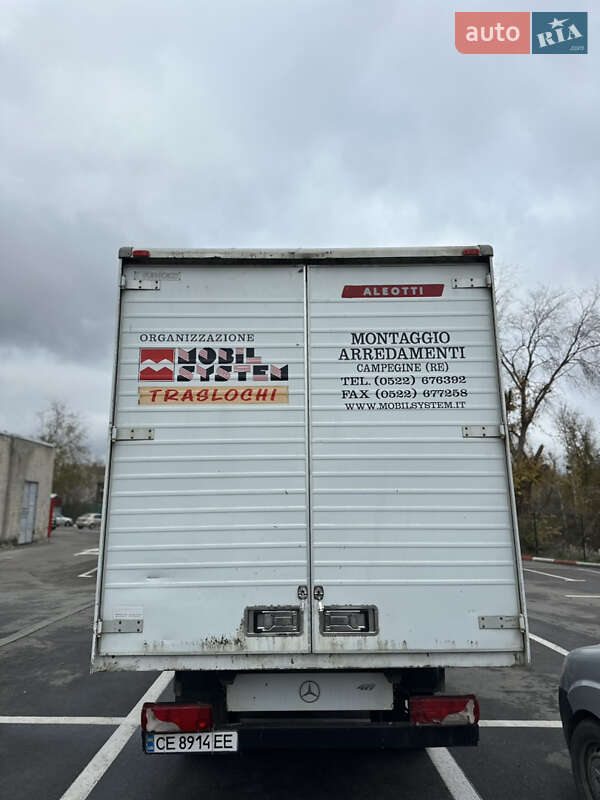 auto RIA.com
ALEOTTI
ORGANIZZAZIONE
MOBIL
SYSTEM
TRASLOCHI
MONTAGGIO
ARREDAMENTI
CAMPEGINE (RE)
TEL. (0522) 676392
FAX (0522) 677258
WWW.MOBILSYSTEM.IT
CE 8914 EE